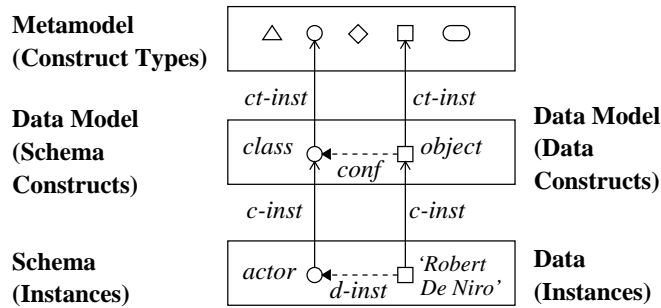 Metamodel
(Construct Types)
ct-inst
ct-inst
Data Model
(Schema
Constructs)
class
object
conf
Data Model
(Data
Constructs)
c-inst
c-inst
Schema
(Instances)
actor
d-inst
‘Robert
De Niro’
Data
(Instances)